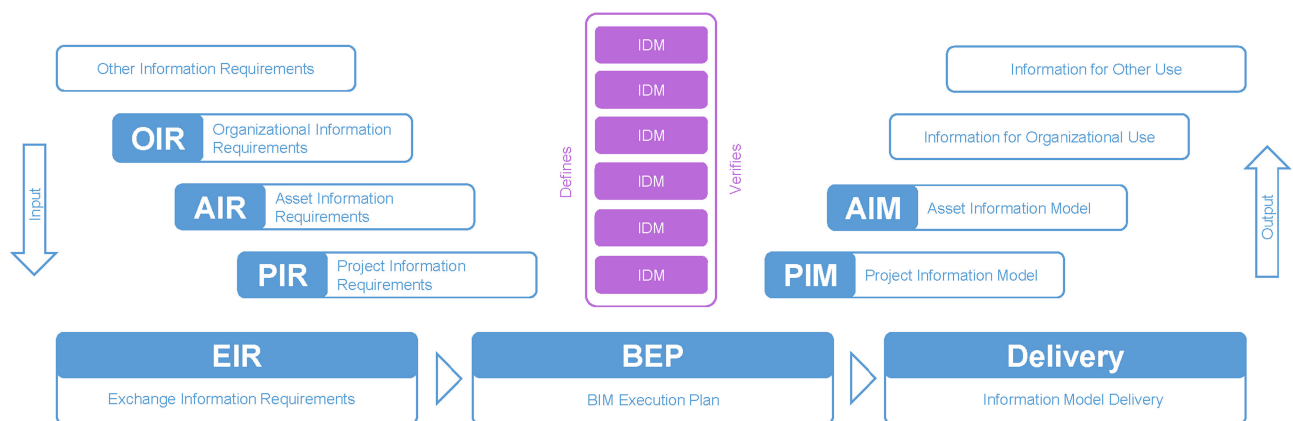 Other Information Requirements
OIR
Organizational Information
Requirements
AIR
Asset Information
Requirements
PIR
Project Information
Requirements
Input
Defines
IDM
IDM
IDM
IDM
IDM
IDM
Verifies
Information for Other Use
Information for Organizational Use
AIM
Asset Information Model
PIM
Project Information Model
Output
EIR
Exchange Information Requirements
BEP
BIM Execution Plan
Delivery
Information Model Delivery